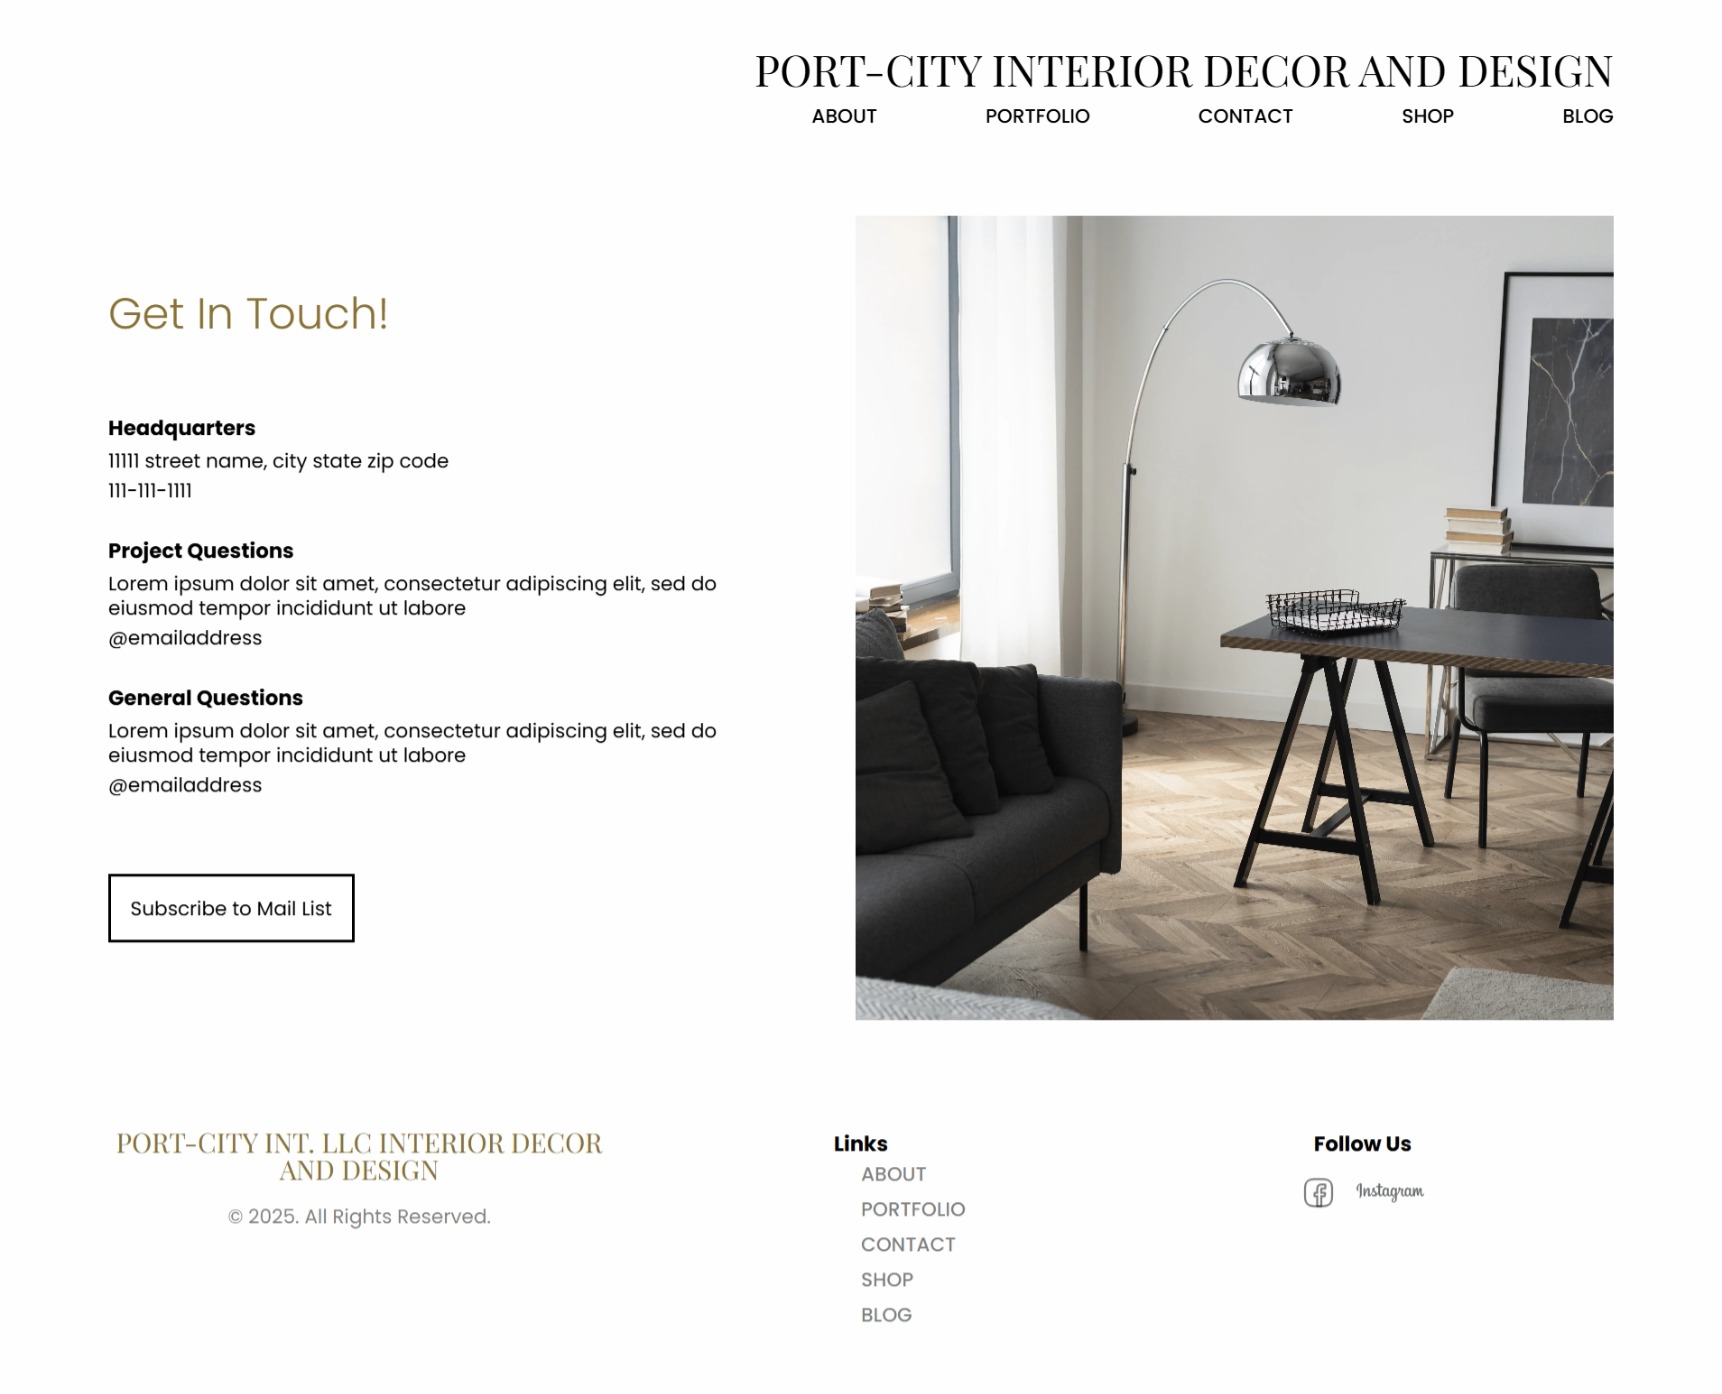 PORT-CITY INTERIOR DECOR AND DESIGN
ABOUT PORTFOLIO CONTACT SHOP BLOG
Get In Touch!
Headquarters
11111 street name, city state zip code
111-111-1111
Project Questions
Lorem ipsum dolor sit amet, consectetur adipiscing elit, sed do
eiusmod tempor incididunt ut labore
@emailaddress
General Questions
Lorem ipsum dolor sit amet, consectetur adipiscing elit, sed do
eiusmod tempor incididunt ut labore
@emailaddress
Subscribe to Mail List
PORT-CITY INT. LLC INTERIOR DECOR
AND DESIGN
© 2025. All Rights Reserved.
Links
ABOUT
PORTFOLIO
CONTACT
SHOP
BLOG
Follow Us
Instagram